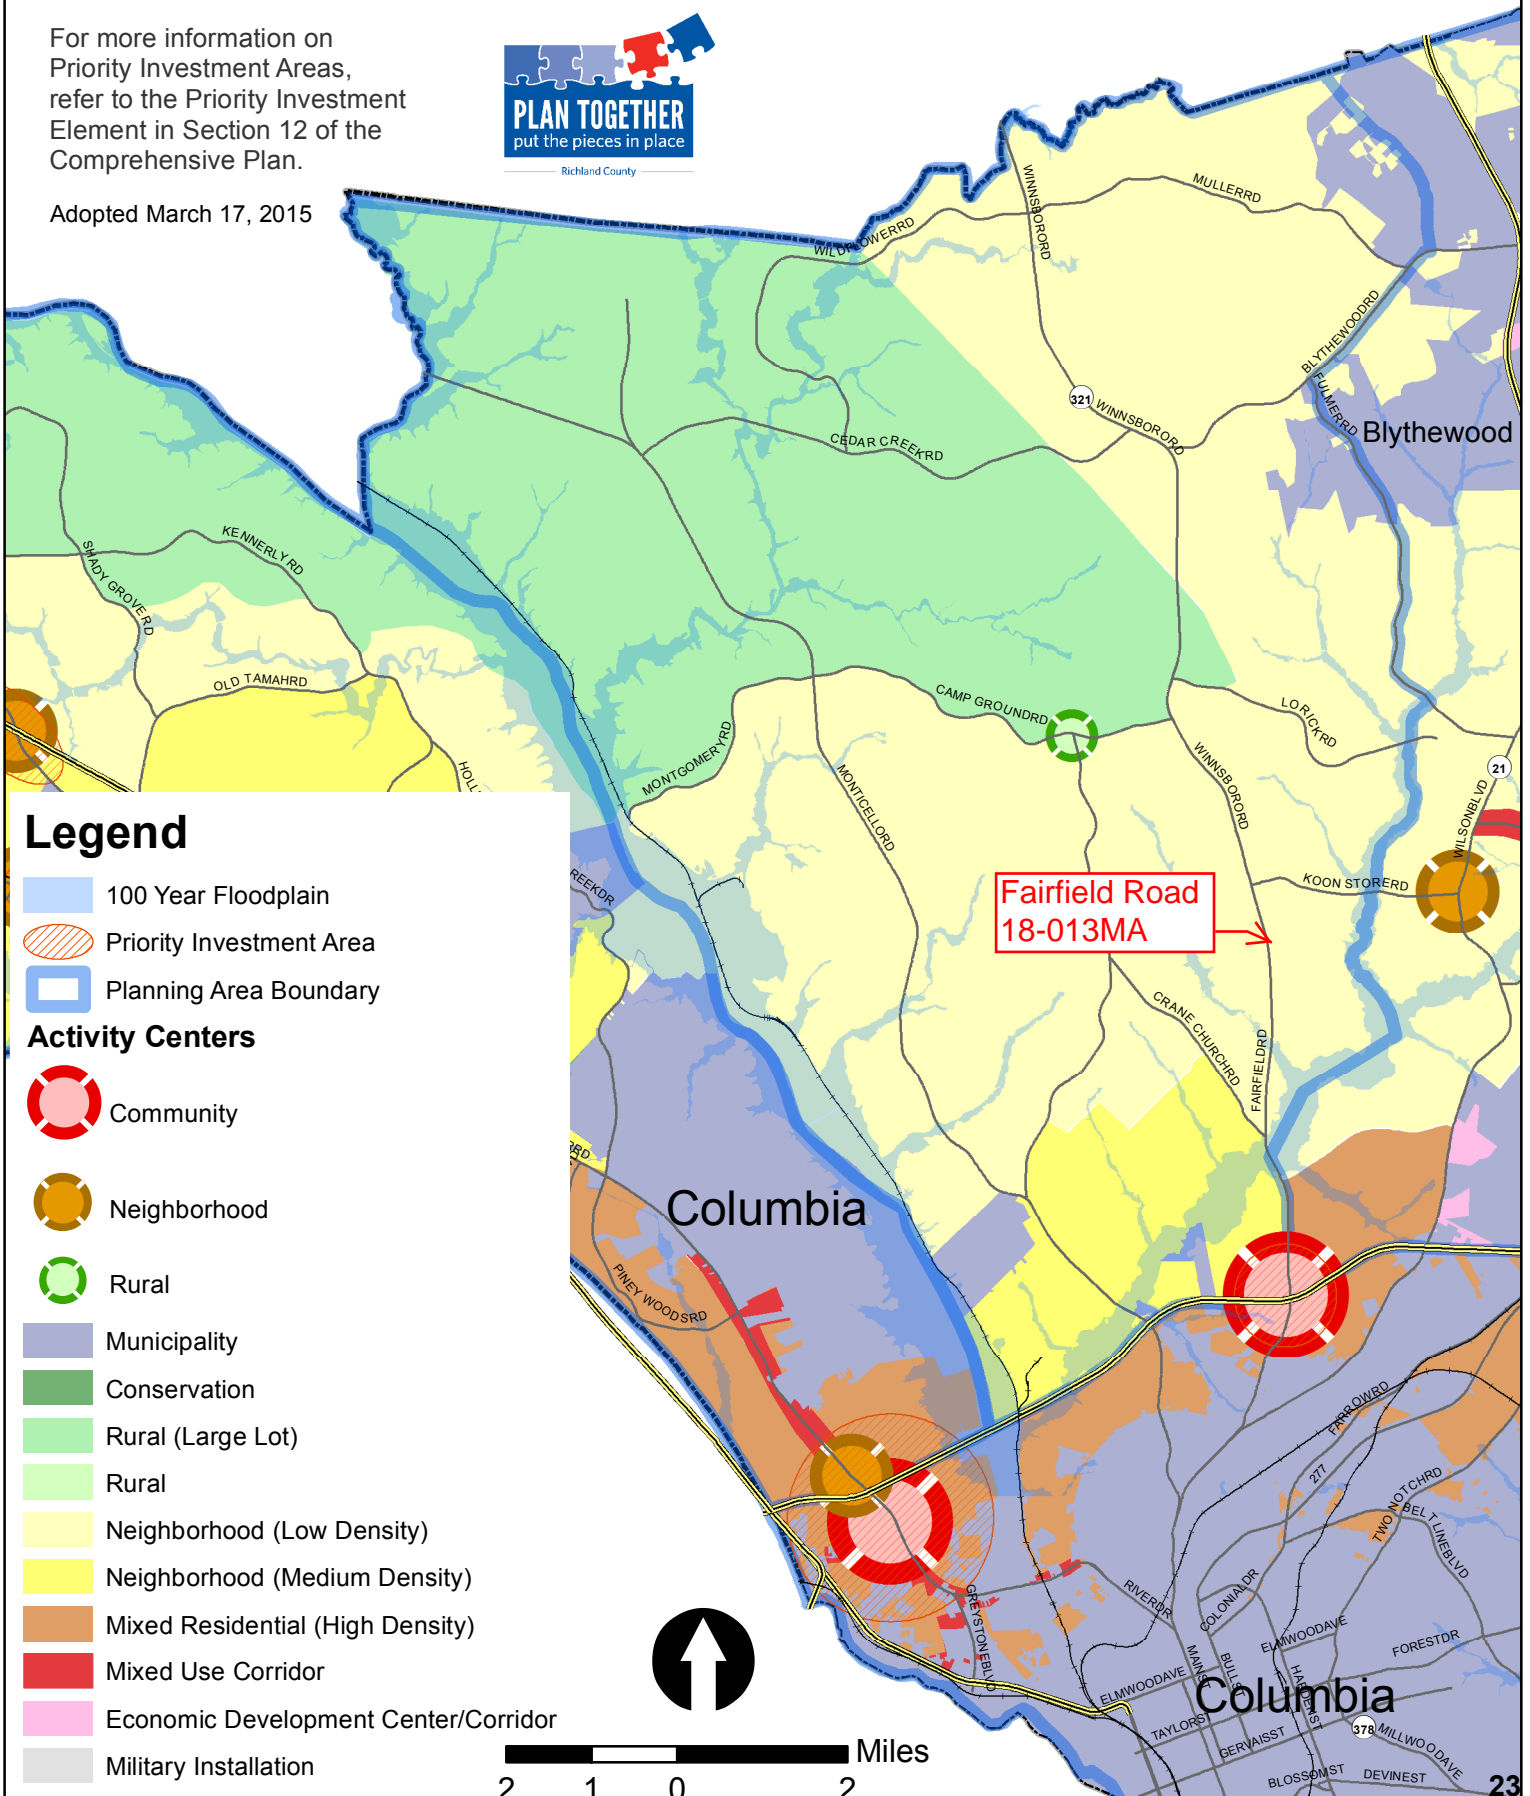 For more information on
Priority Investment Areas,
refer to the Priority Investment
Element in Section 12 of the
Comprehensive Plan.
Adopted March 17, 2015
PLAN TOGETHER
put the pieces in place
Richland County
MULLERRD
WINNSBORORD
WILDFLOWERRD
BLYTHEWOODRD
FULMERRD
321
WINNSBORORD
Blythewood
CEDAR CREEKRD
KENNERLYRD
SHADY GROVERD
OLD TAMAHRD
CAMP GROUNDRD
LORICKRD
MONTGOMERYRD
WINNSBORORD
MONTICELLORD
21
WILSONBLVD
HOLL
REEKDR
KOON STORERD
Fairfield Road
18-013MA
CRANE CHURCHRD
FAIRFIELDRD
RRD
Columbia
PINEY WOODSRD
FARROWRD
277
TWO NOTCHRD
BELTLINEBLVD
GREYSTONEBLVD
RIVERDR
COLONIALDR
ELMWOODAVE
FORESTDR
MAINS
BULLS
HARDENST
ELMWOODAVE
Columbia
TAYLORST
GERVAISST
378
MILLWOODAVE
BLOSSOMST
DEVINEST
Legend
100 Year Floodplain
Priority Investment Area
Planning Area Boundary
Activity Centers
Community
Neighborhood
Rural
Municipality
Conservation
Rural (Large Lot)
Rural
Neighborhood (Low Density)
Neighborhood (Medium Density)
Mixed Residential (High Density)
Mixed Use Corridor
Economic Development Center/Corridor
Military Installation
Miles
2 1 0 2
23